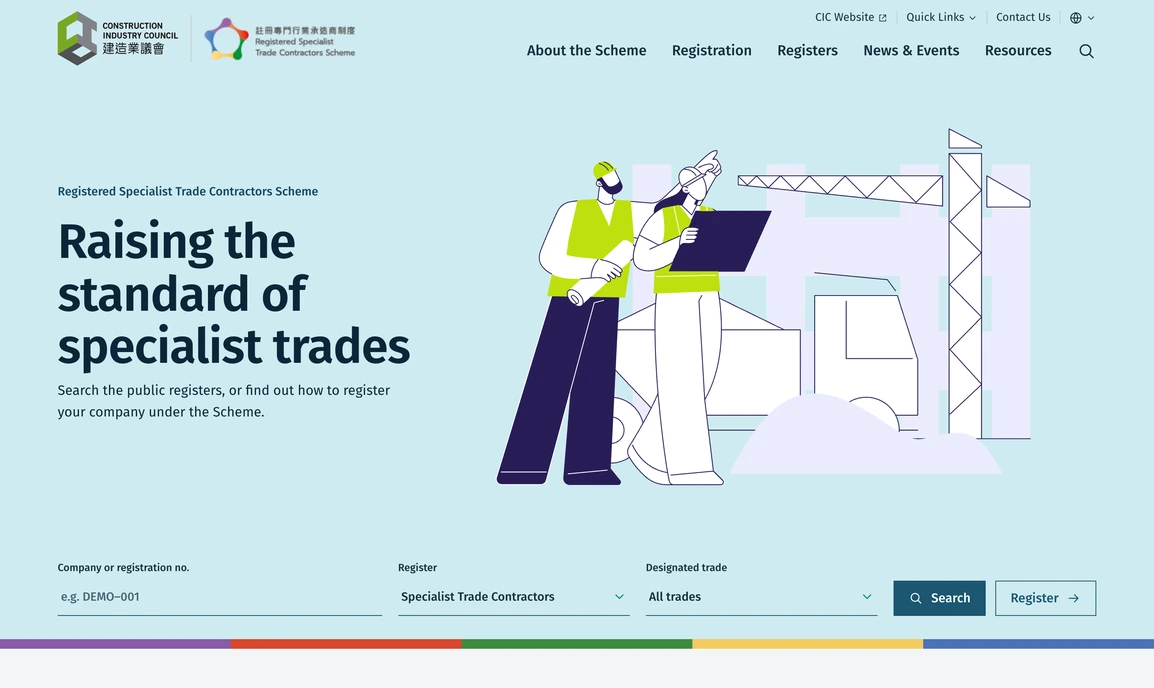 CONSTRUCTION
INDUSTRY COUNCIL
建造業議會
註冊專門行業承造商制度
Registered Specialist
Trade Contractors Scheme
CIC Website
Quick Links
Contact Us
About the Scheme
Registration
Registers
News & Events
Resources
Registered Specialist Trade Contractors Scheme
Raising the
standard of
specialist trades
Search the public registers, or find out how to register
your company under the Scheme.
Company or registration no.
e.g. DEMO–001
Register
Specialist Trade Contractors
Designated trade
All trades
Search
Register